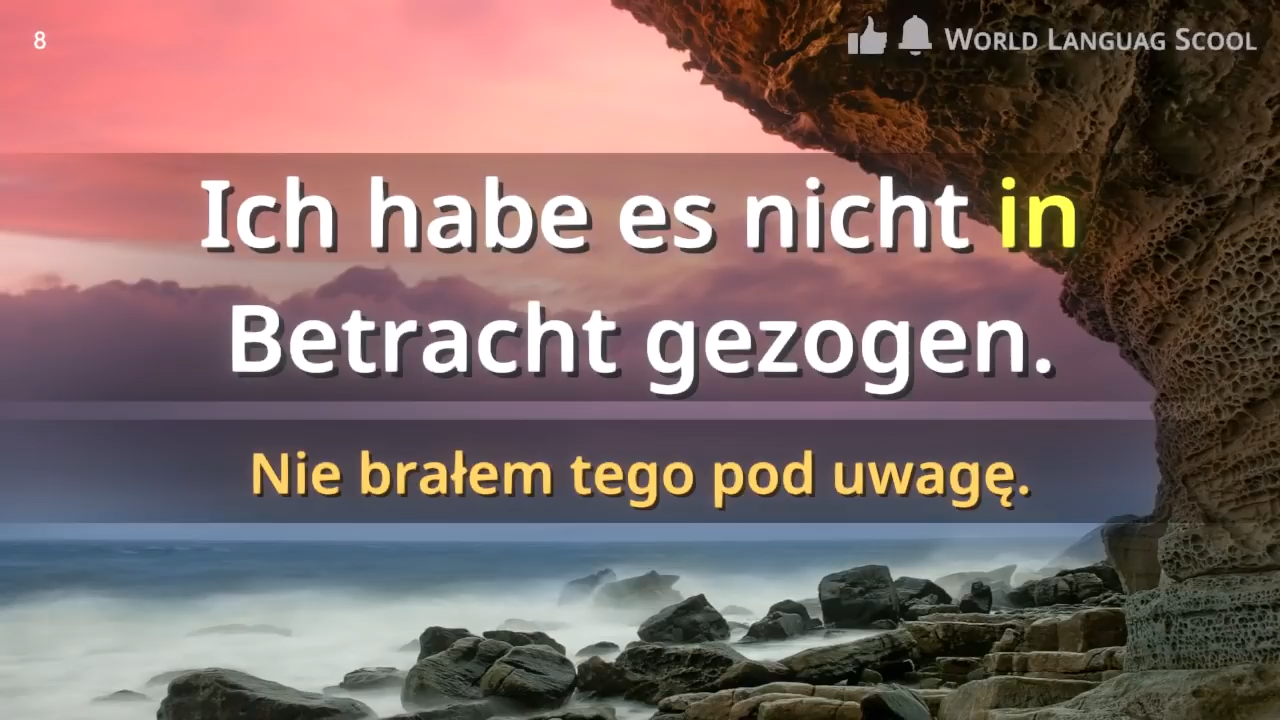 8
World Languag Scool
Ich habe es nicht in
Betracht gezogen.
Nie brałem tego pod uwagę.